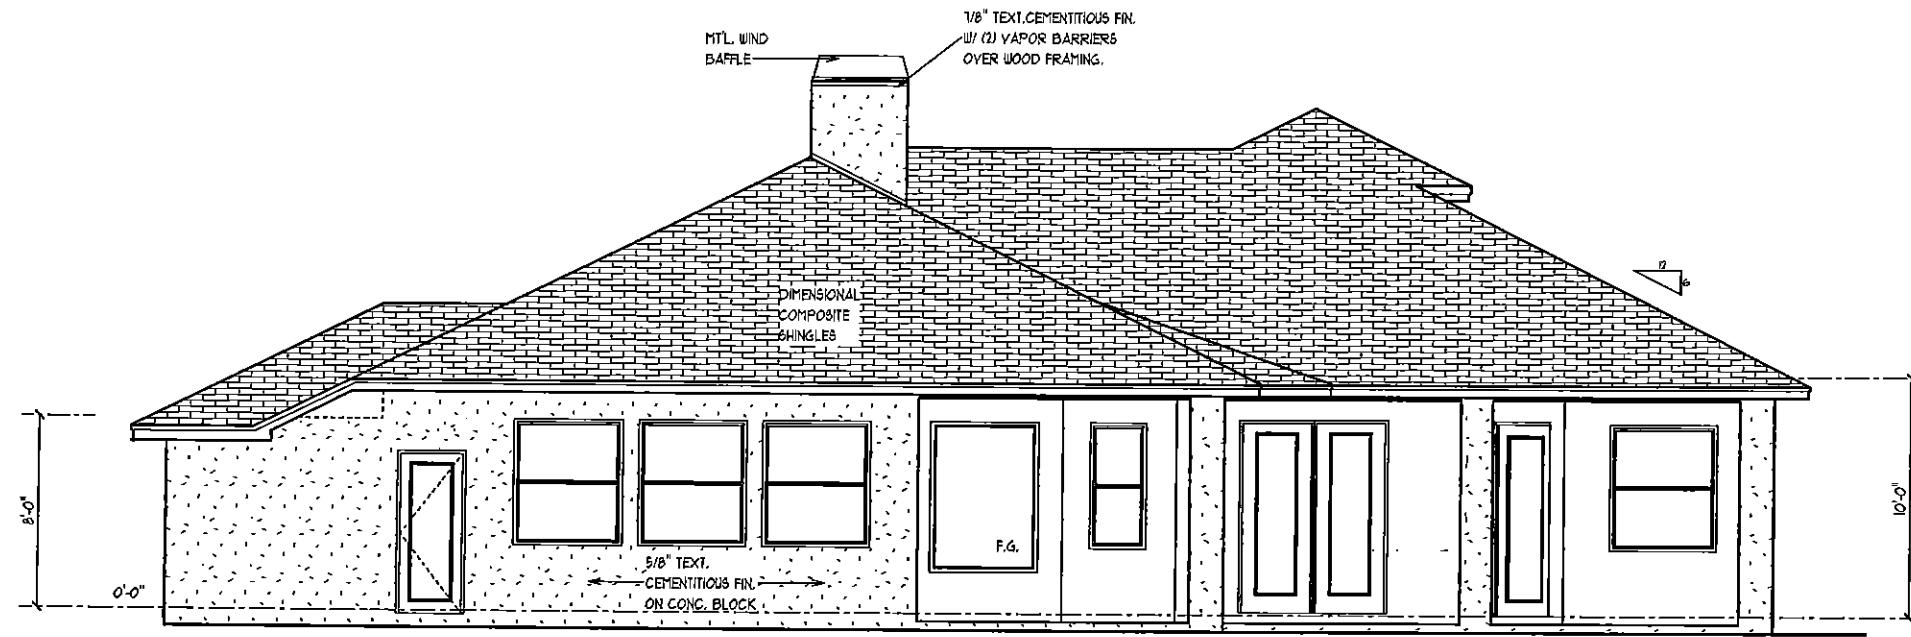 MT'L. WIND
BAFFLE
7/8" TEXT.CEMENTITIOUS FIN.
W/ (2) VAPOR BARRIERS
OVER WOOD FRAMING.
12
6
DIMENSIONAL
COMPOSITE
SHINGLES
8'-0"
10'-0"
F.G.
5/8" TEXT.
CEMENTITIOUS FIN.
ON CONC. BLOCK
0'-0"